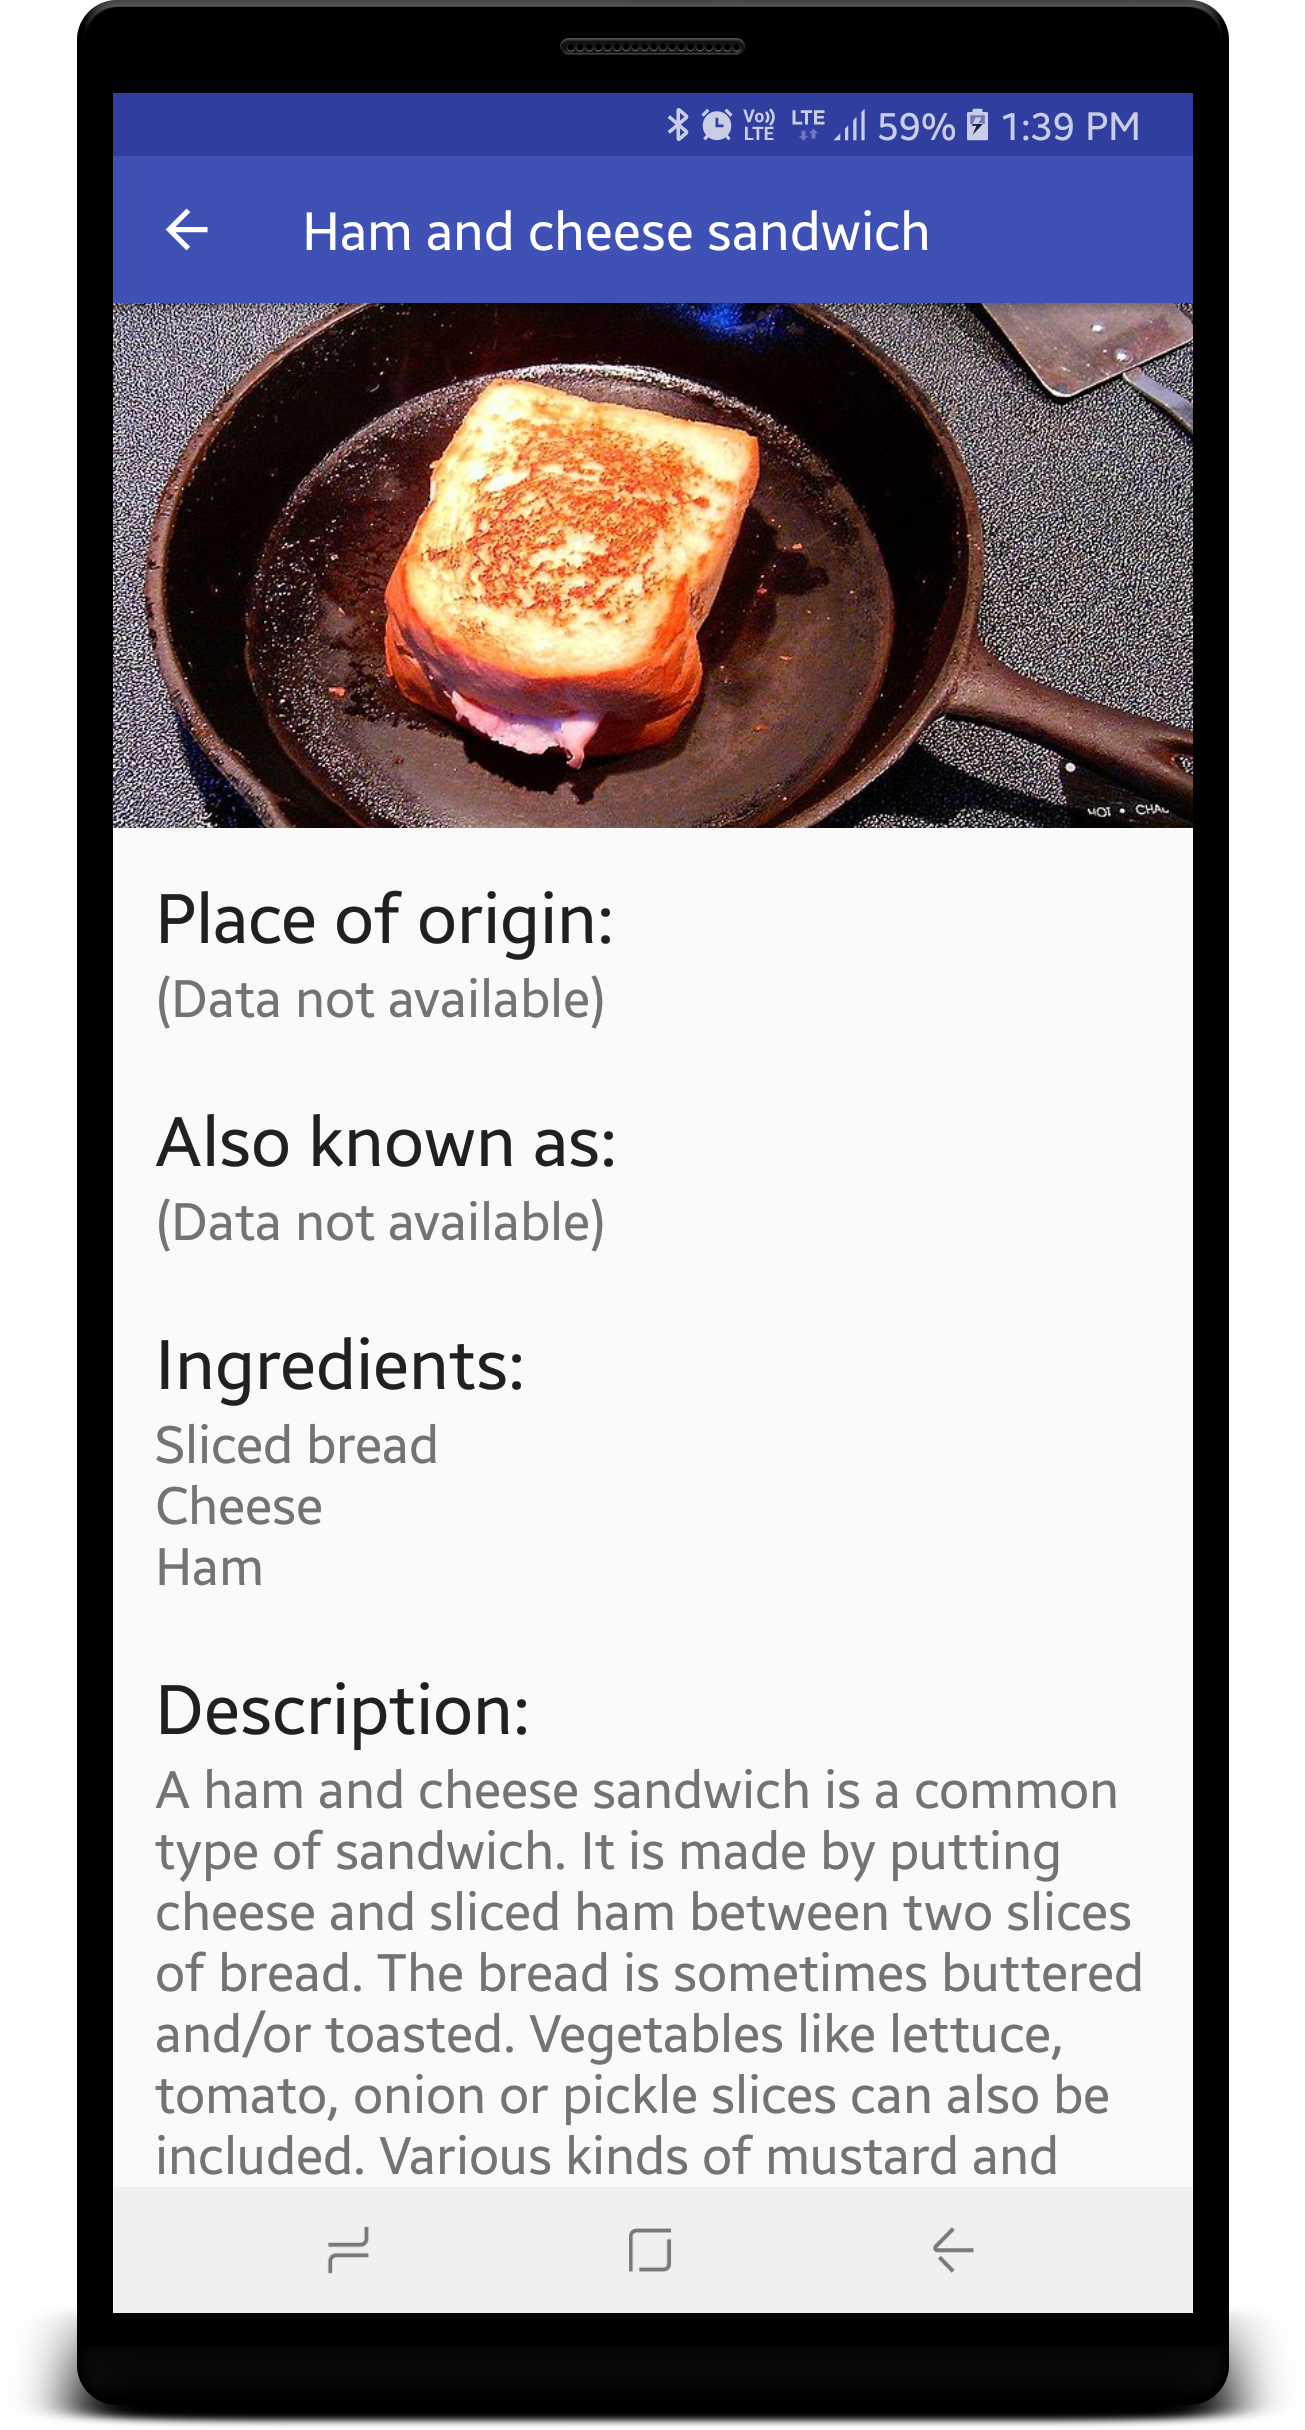 Vo)) LTE LTE 59% 1:39 PM
Ham and cheese sandwich
HOT • CHAL
Place of origin:
(Data not available)
Also known as:
(Data not available)
Ingredients:
Sliced bread
Cheese
Ham
Description:
A ham and cheese sandwich is a common
type of sandwich. It is made by putting
cheese and sliced ham between two slices
of bread. The bread is sometimes buttered
and/or toasted. Vegetables like lettuce,
tomato, onion or pickle slices can also be
included. Various kinds of mustard and